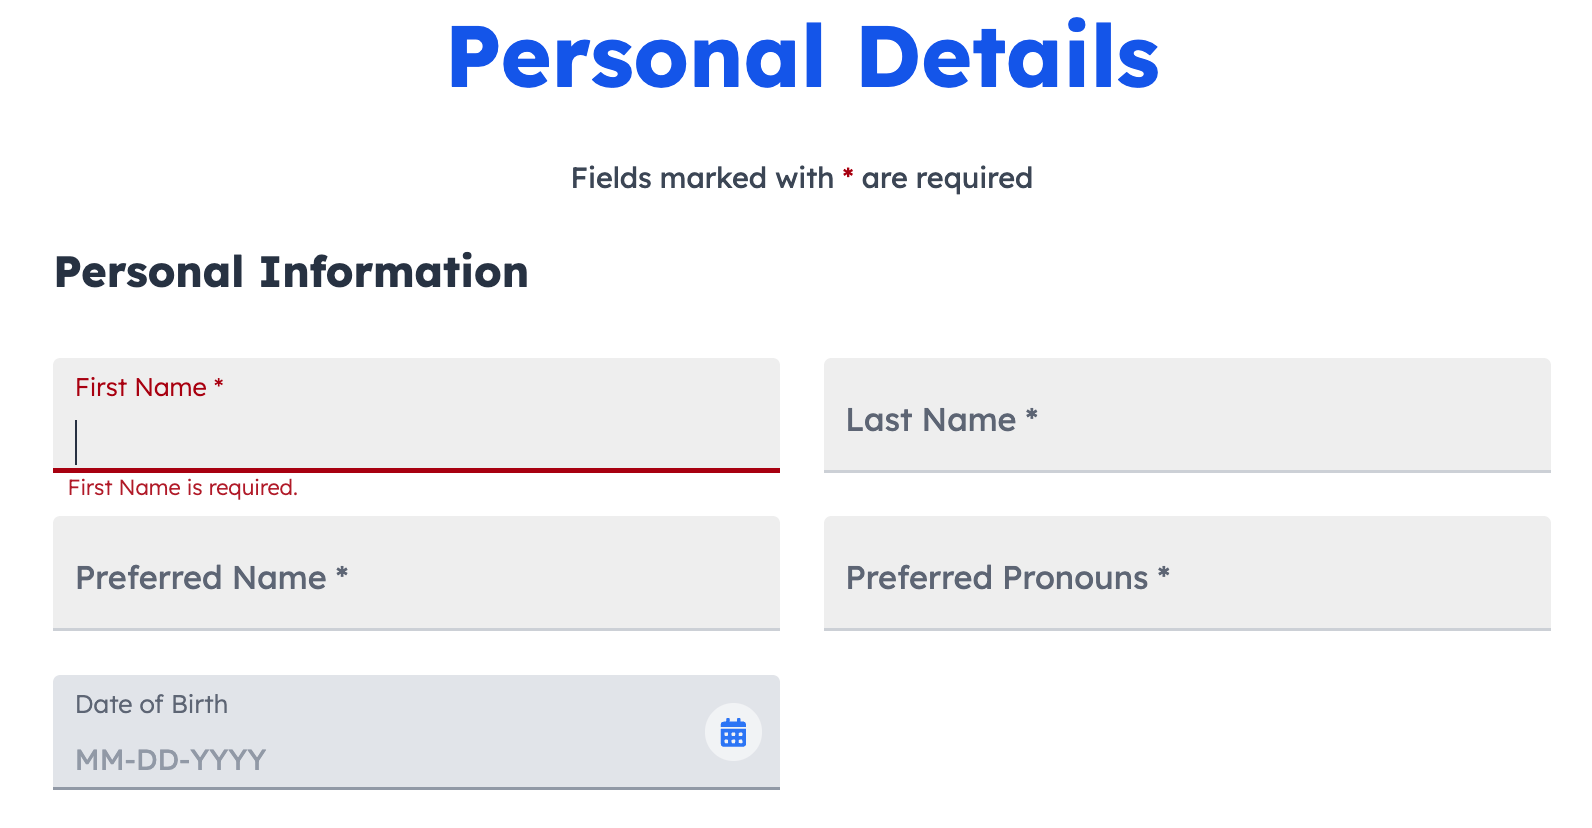 Personal Details
Fields marked with * are required
Personal Information
First Name *
Last Name *
First Name is required.
Preferred Name *
Preferred Pronouns *
Date of Birth
MM-DD-YYYY